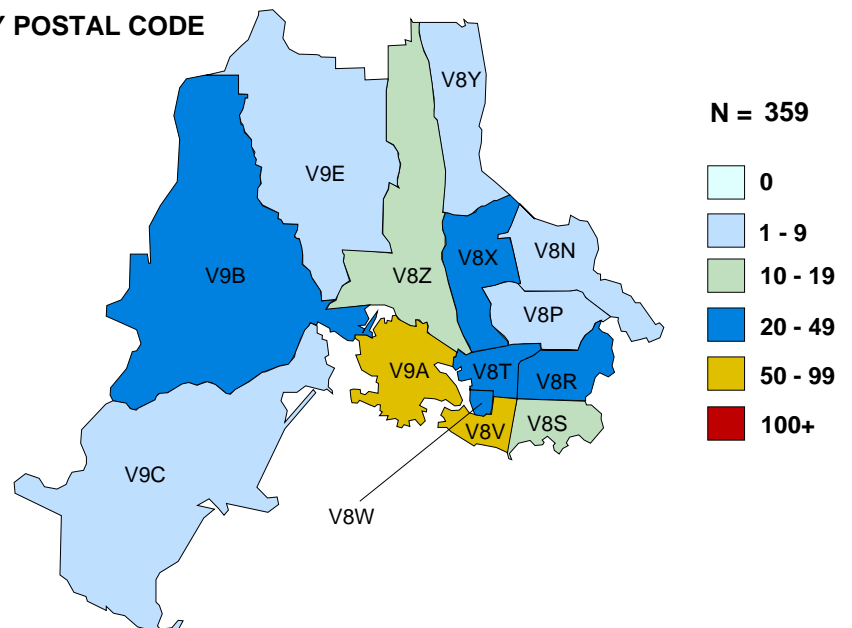 Y POSTAL CODE
V8Y
N = 359
V9E
0
1 - 9
V8N
V8X
V9B
V8Z
10 - 19
V8P
20 - 49
V9A
V8T
V8R
50 - 99
V8V
V8S
100+
V9C
V8W